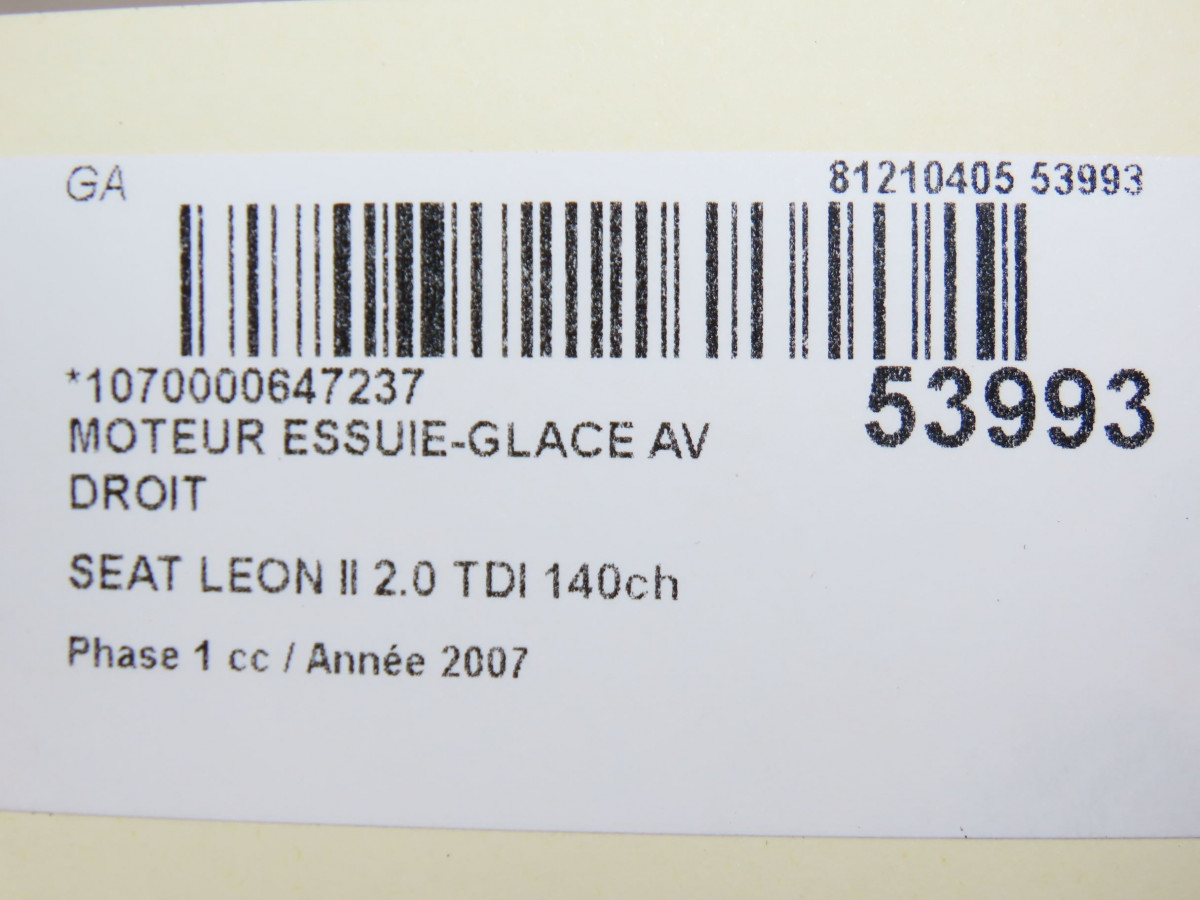 GA 81210405 53993
*1070000647237 53993
MOTEUR ESSUIE-GLACE AV
DROIT
SEAT LEON II 2.0 TDI 140ch
Phase 1 cc / Année 2007